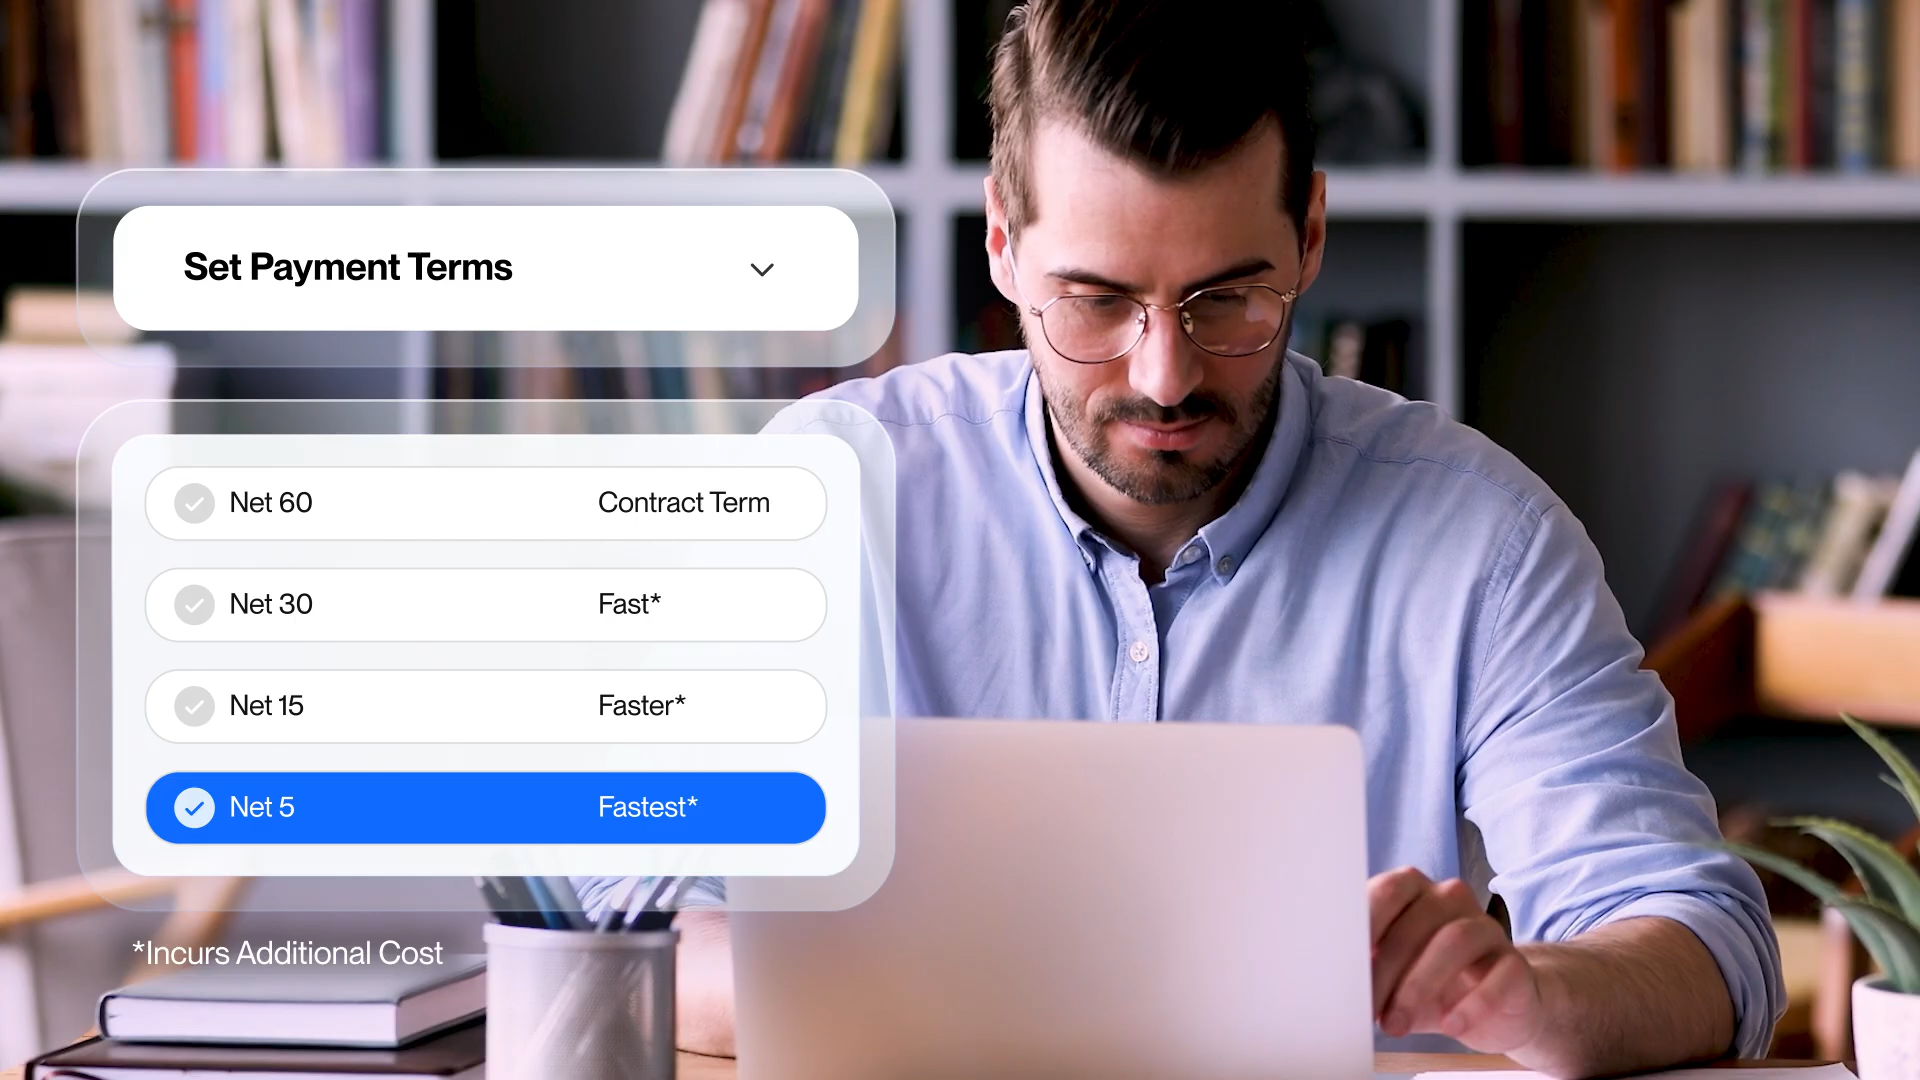 Set Payment Terms
Net 60 Contract Term
Net 30 Fast*
Net 15 Faster*
Net 5 Fastest*
*Incurs Additional Cost